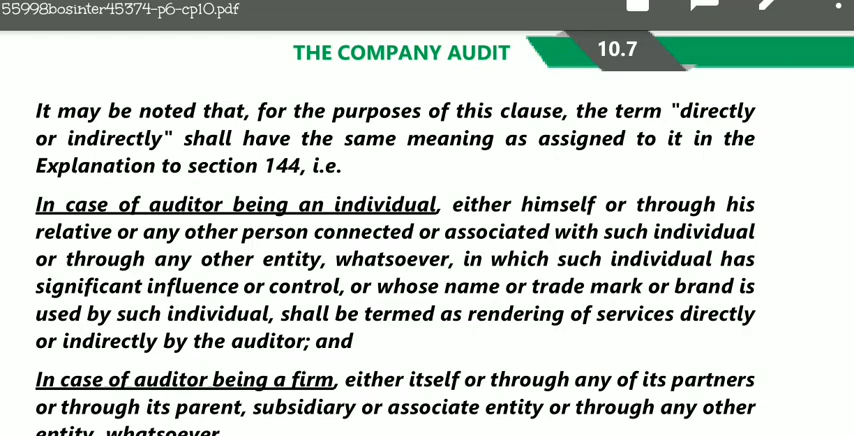 55998bosinter45374-p6-cp10.pdf
THE COMPANY AUDIT
10.7
It may be noted that, for the purposes of this clause, the term "directly
or indirectly" shall have the same meaning as assigned to it in the
Explanation to section 144, i.e.
In case of auditor being an individual, either himself or through his
relative or any other person connected or associated with such individual
or through any other entity, whatsoever, in which such individual has
significant influence or control, or whose name or trade mark or brand is
used by such individual, shall be termed as rendering of services directly
or indirectly by the auditor; and
In case of auditor being a firm, either itself or through any of its partners
or through its parent, subsidiary or associate entity or through any other
entity, whatsoever